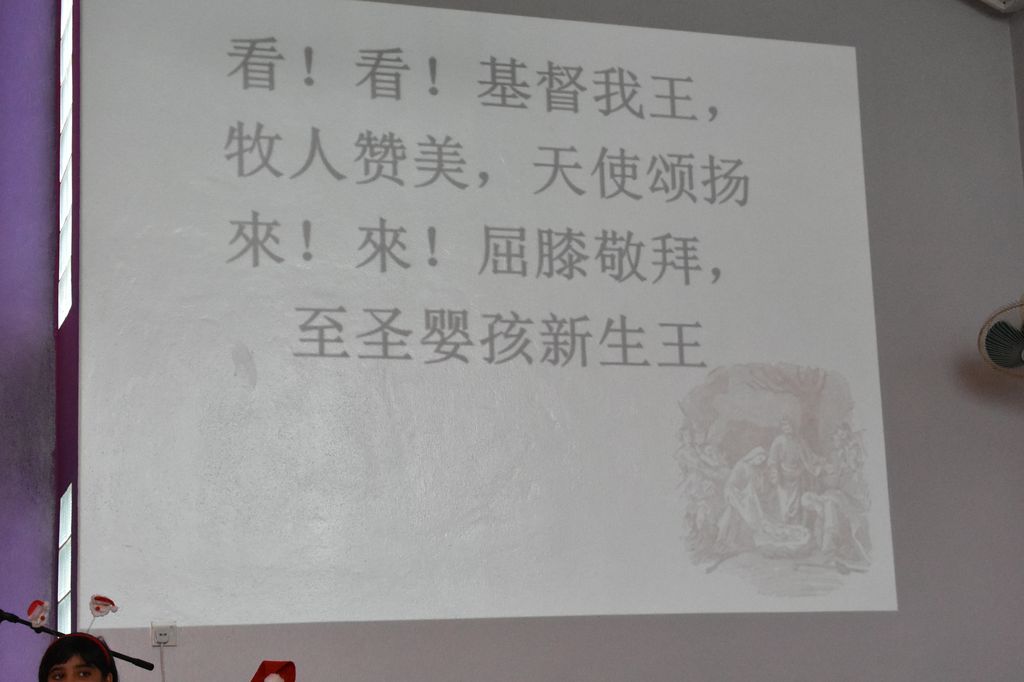 看！看！基督我王，
牧人赞美，天使颂扬
來！來！屈膝敬拜，
至圣婴孩新生王